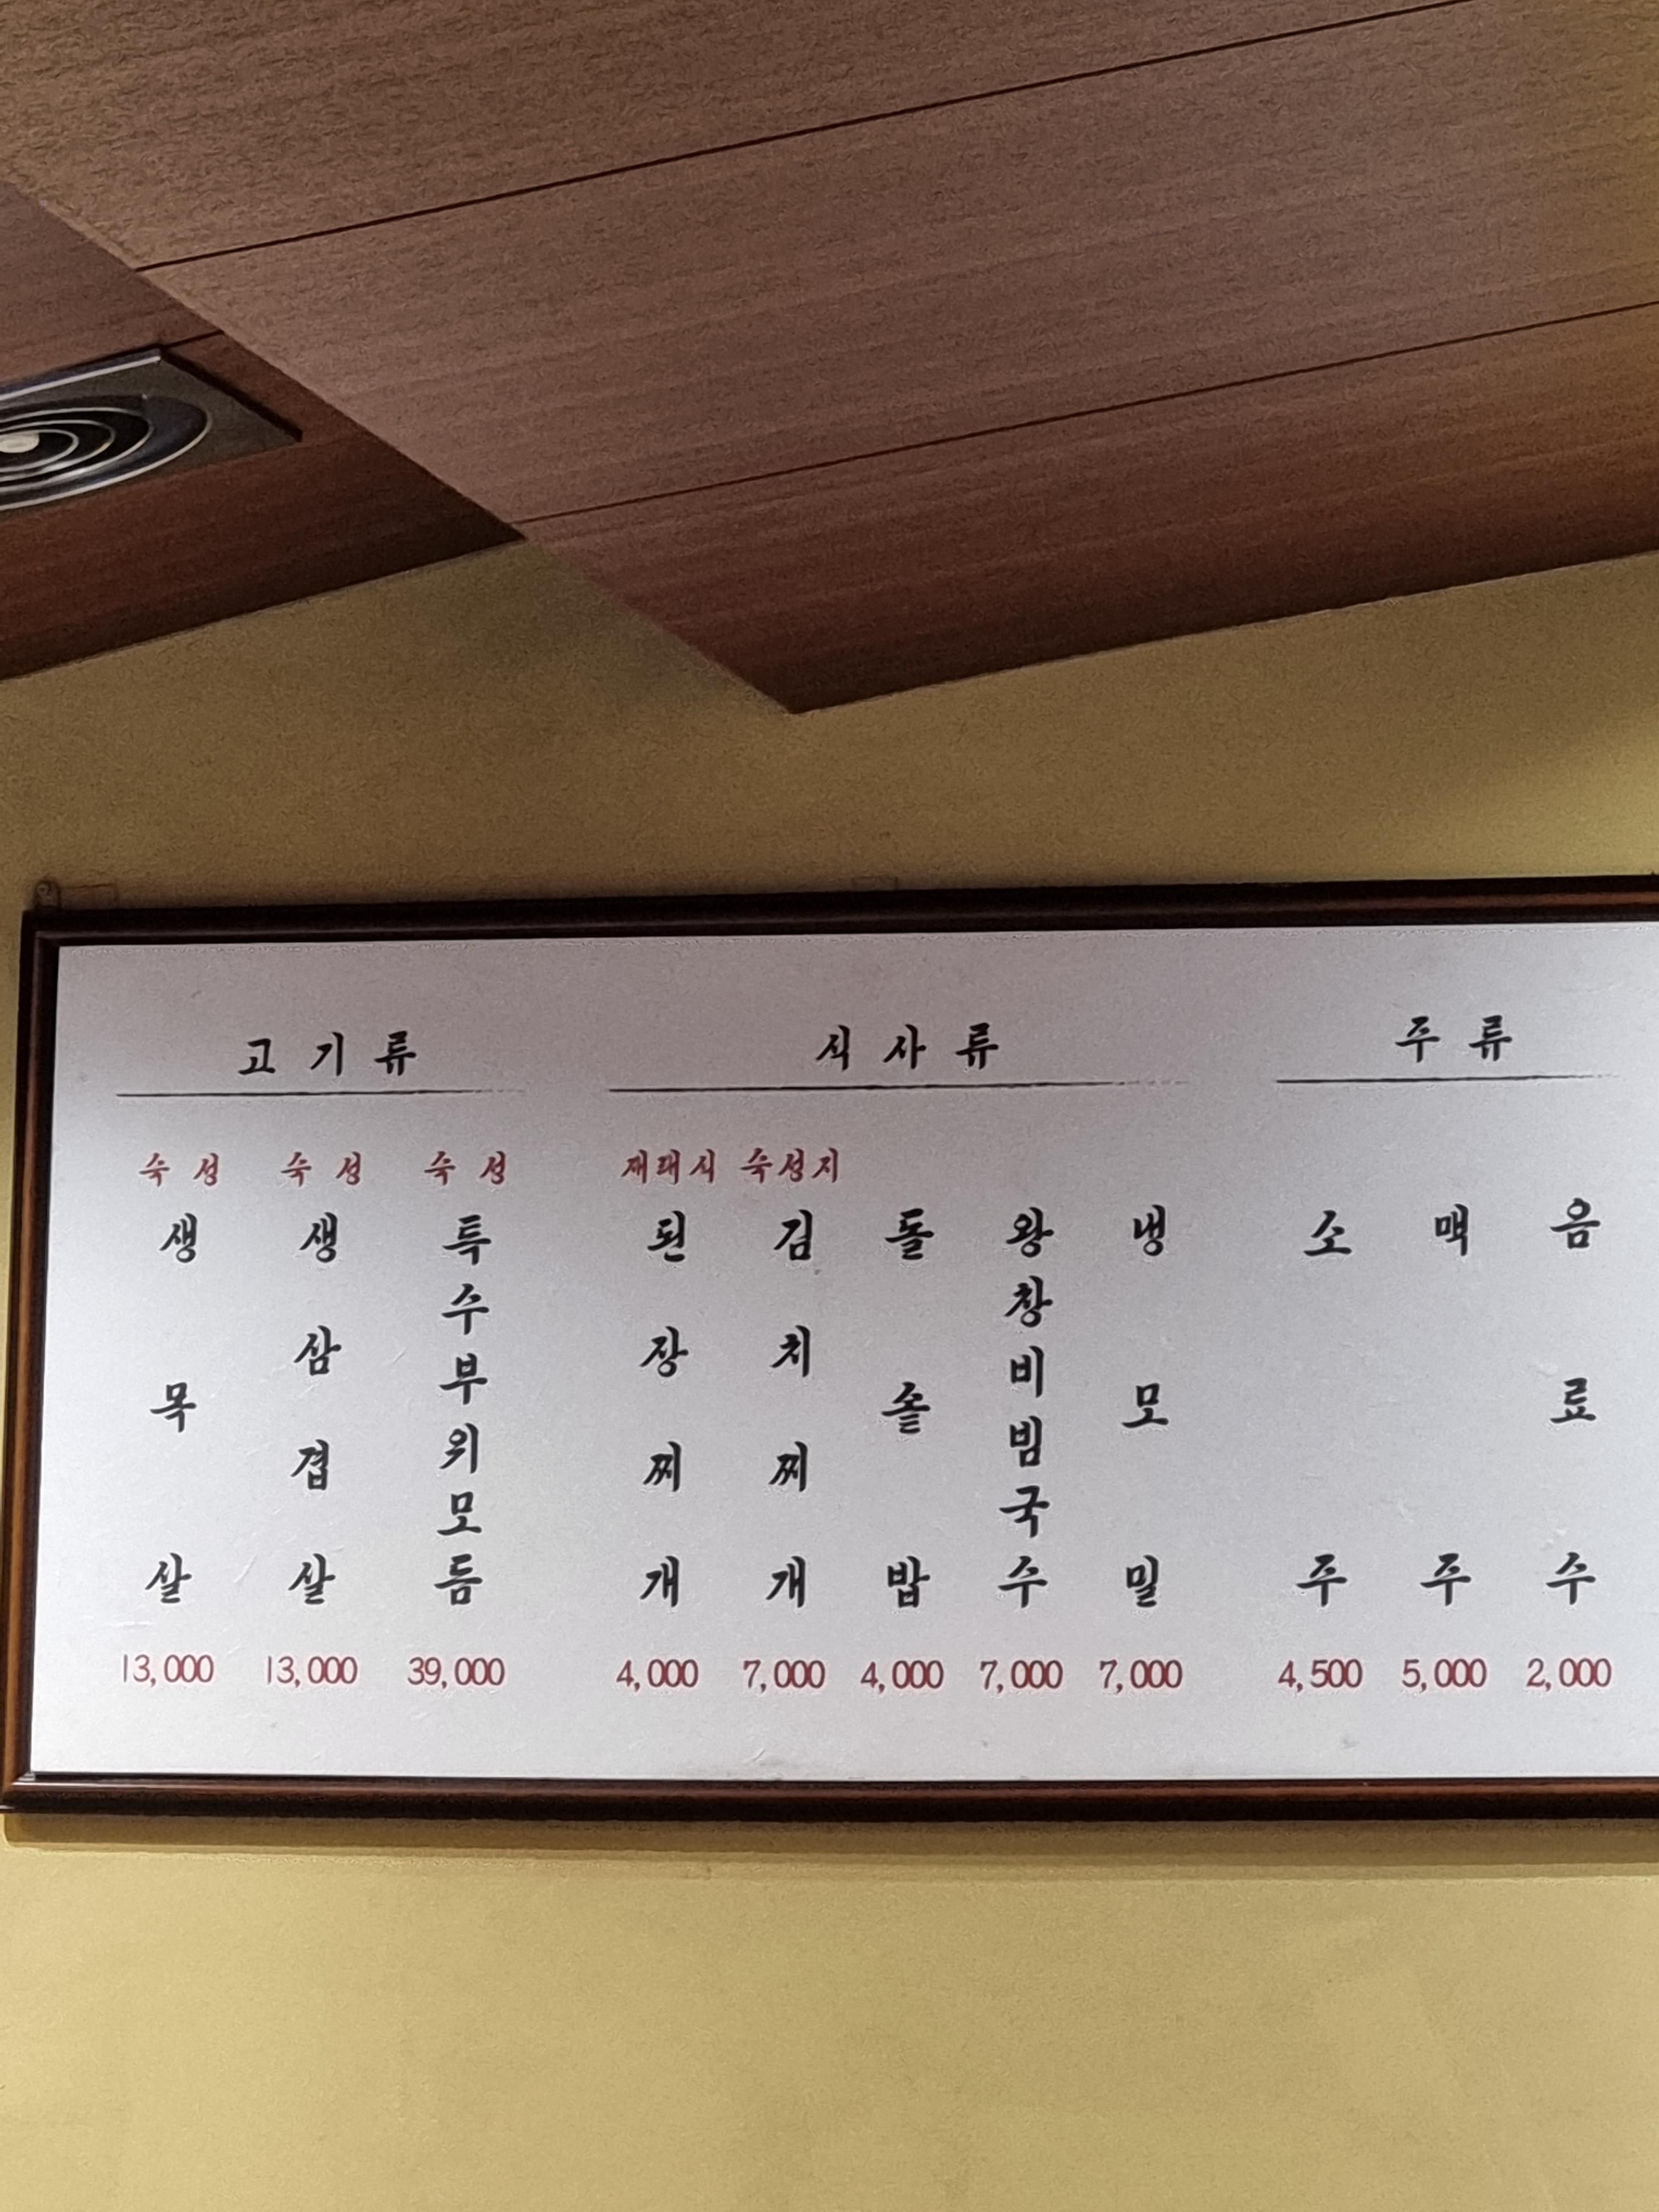 고기류
숙성
생목살
13,000
숙성
생삼겹살
13,000
숙성
특수부위모듬
39,000
식사류
재래식
된장찌개
4,000
숙성지
김치찌개
7,000
돌솥밥
4,000
왕창비빔국수
7,000
냉모밀
7,000
주류
소주
4,500
맥주
5,000
음료수
2,000